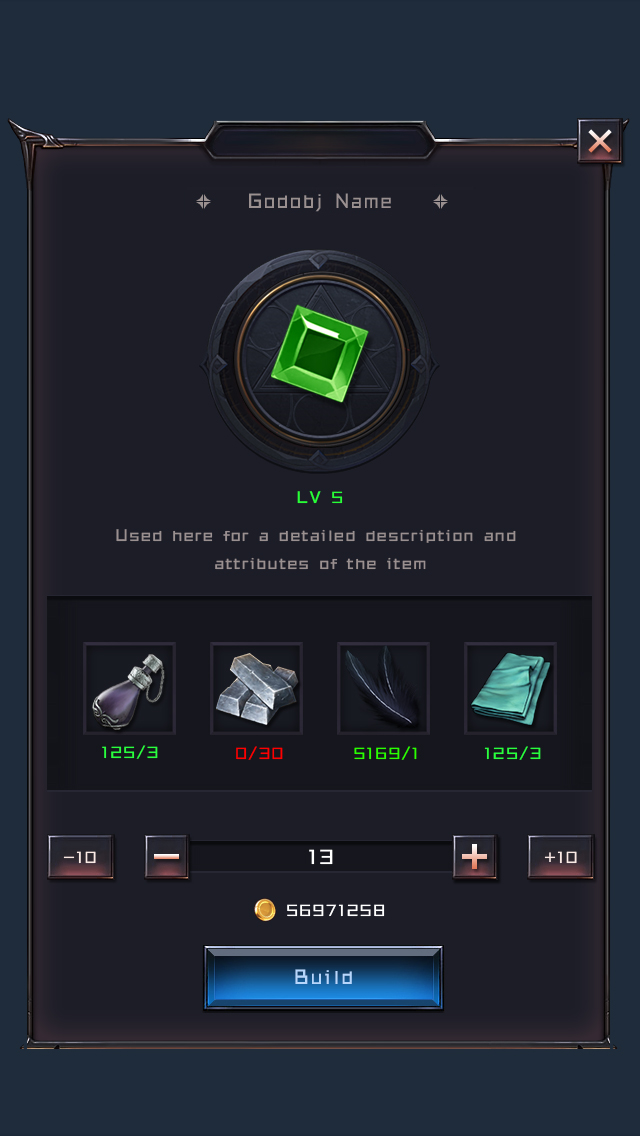 Godobj Name
LV 5
Used here for a detailed description and
attributes of the item
125/3 0/30 5169/1 125/3
-10 13 +10
56971258
Build